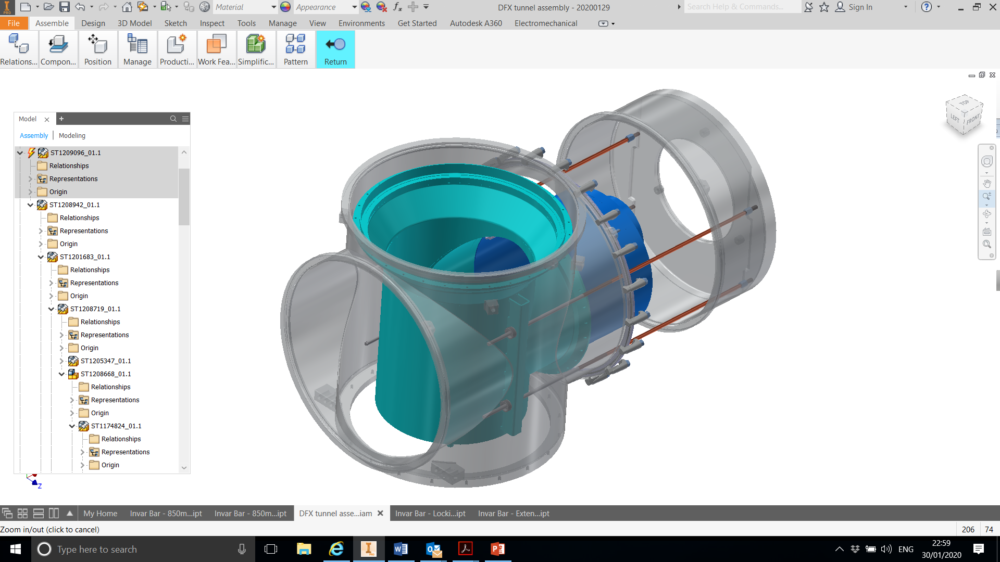 PRO
Material
Appearance
fx
DFX tunnel assembly - 20200129
Search Help & Commands...
Sign In
File
Assemble
Design
3D Model
Sketch
Inspect
Tools
Manage
View
Environments
Get Started
Autodesk A360
Electromechanical
Relations...
Compon...
Position
Manage
Producti...
Work Fea...
Simplific...
Pattern
Return
TOP
LEFT
FRONT
Model
Assembly
Modeling
ST1209096_01.1
Relationships
Representations
Origin
ST1208942_01.1
Relationships
Representations
Origin
ST1201683_01.1
Relationships
Representations
Origin
ST1208719_01.1
Relationships
Representations
Origin
ST1205347_01.1
ST1208668_01.1
Relationships
Representations
Origin
ST1174824_01.1
Relationships
Representations
Origin
Z
My Home
Invar Bar - 850m...ipt
Invar Bar - 850m...ipt
DFX tunnel asse...iam
Invar Bar - Locki...ipt
Invar Bar - Exten...ipt
Zoom in/out (click to cancel)
206
74
Type here to search
ENG
22:59
30/01/2020